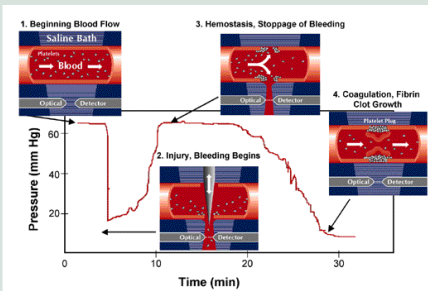 1. Beginning Blood Flow
Saline Bath
Platelets
Blood
Optical
Detector
3. Hemostasis, Stoppage of Bleeding
Optical
Detector
4. Coagulation, Fibrin
Clot Growth
Platelet Plug
Optical
Detector
2. Injury, Bleeding Begins
Optical
Detector
Pressure (mm Hg)
60
40
20
0
10
20
30
Time (min)